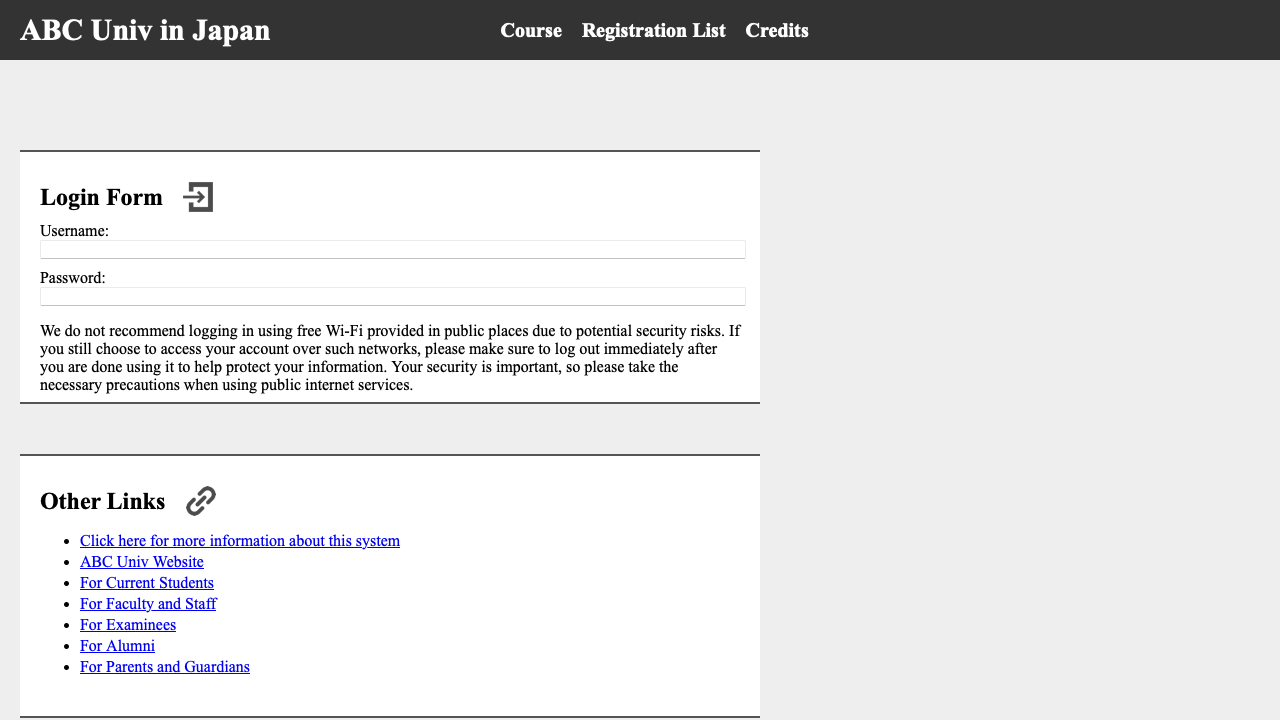 ABC Univ in Japan
Course Registration List Credits
Login Form
Username:
Password:
We do not recommend logging in using free Wi-Fi provided in public places due to potential security risks. If
you still choose to access your account over such networks, please make sure to log out immediately after
you are done using it to help protect your information. Your security is important, so please take the
necessary precautions when using public internet services.
Other Links
Click here for more information about this system
ABC Univ Website
For Current Students
For Faculty and Staff
For Examinees
For Alumni
For Parents and Guardians